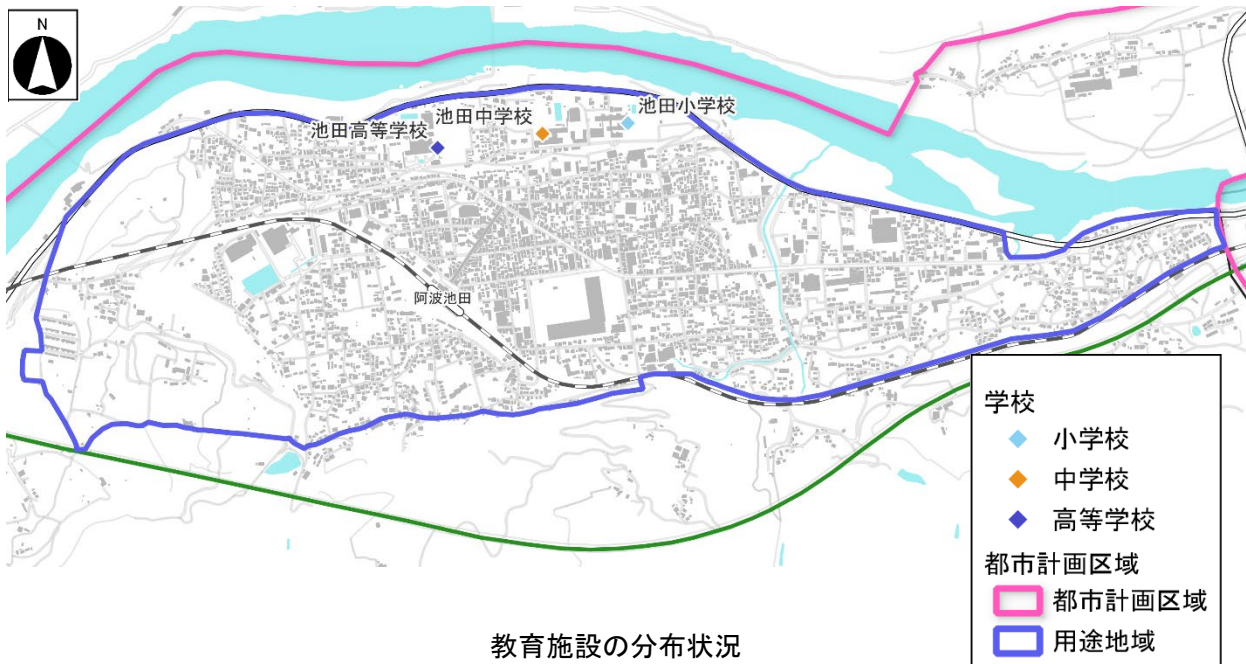 N
池田小学校
池田中学校
池田高等学校
阿波池田
学校
小学校
中学校
高等学校
都市計画区域
都市計画区域
用途地域
教育施設の分布状況